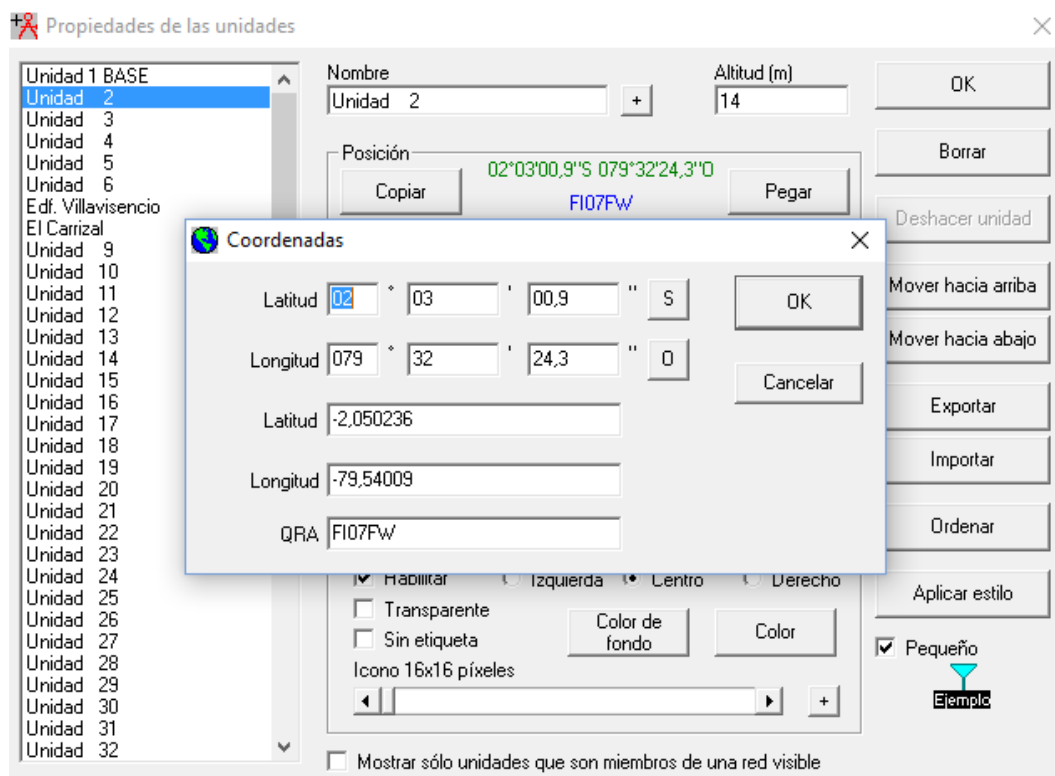 Propiedades de las unidades
Unidad 1 BASE
Unidad 2
Unidad 3
Unidad 4
Unidad 5
Unidad 6
Edf. Villavisencio
El Carrizal
Unidad 9
Unidad 10
Unidad 11
Unidad 12
Unidad 13
Unidad 14
Unidad 15
Unidad 16
Unidad 17
Unidad 18
Unidad 19
Unidad 20
Unidad 21
Unidad 22
Unidad 23
Unidad 24
Unidad 25
Unidad 26
Unidad 27
Unidad 28
Unidad 29
Unidad 30
Unidad 31
Unidad 32
Nombre
Unidad 2
+
Altitud (m)
14
Posición
02°03'00,9"S 079°32'24,3"O
FI07FW
Copiar
Pegar
Coordenadas
Latitud 02 ° 03 ' 00,9 " S
Longitud 079 ° 32 ' 24,3 " O
Latitud -2,050236
Longitud -79,54009
QRA FI07FW
OK
Cancelar
Habilitar Izquierda Centro Derecho
Transparente
Sin etiqueta
Color de
fondo
Color
Icono 16x16 píxeles
+
Mostrar sólo unidades que son miembros de una red visible
OK
Borrar
Deshacer unidad
Mover hacia arriba
Mover hacia abajo
Exportar
Importar
Ordenar
Aplicar estilo
Pequeño
Ejemplo